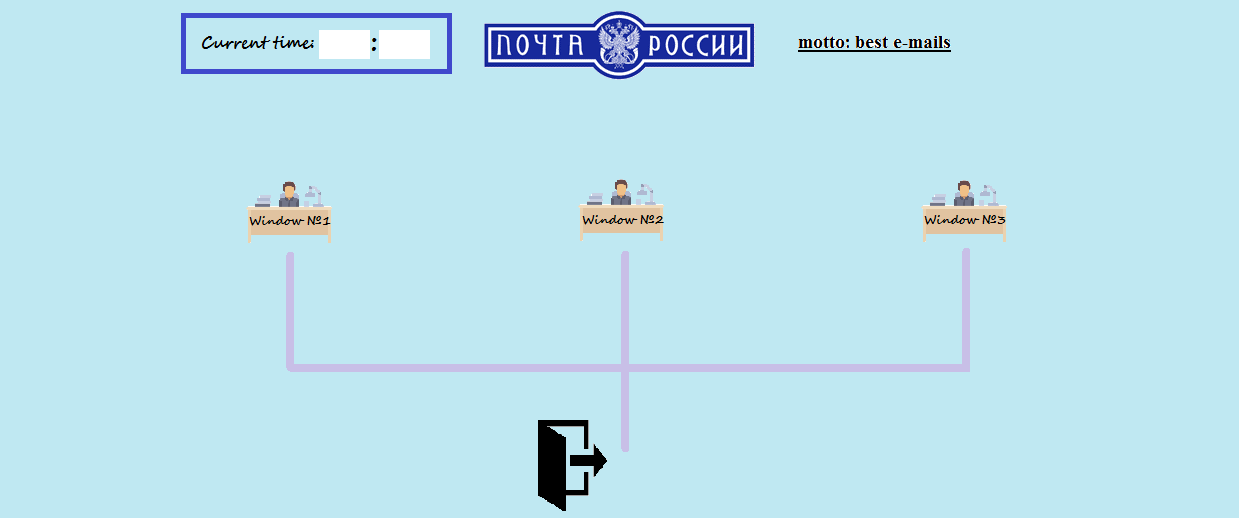 Current time: :
ПОЧТА РОССИИ
motto: best e-mails
Window №1
Window №2
Window №3